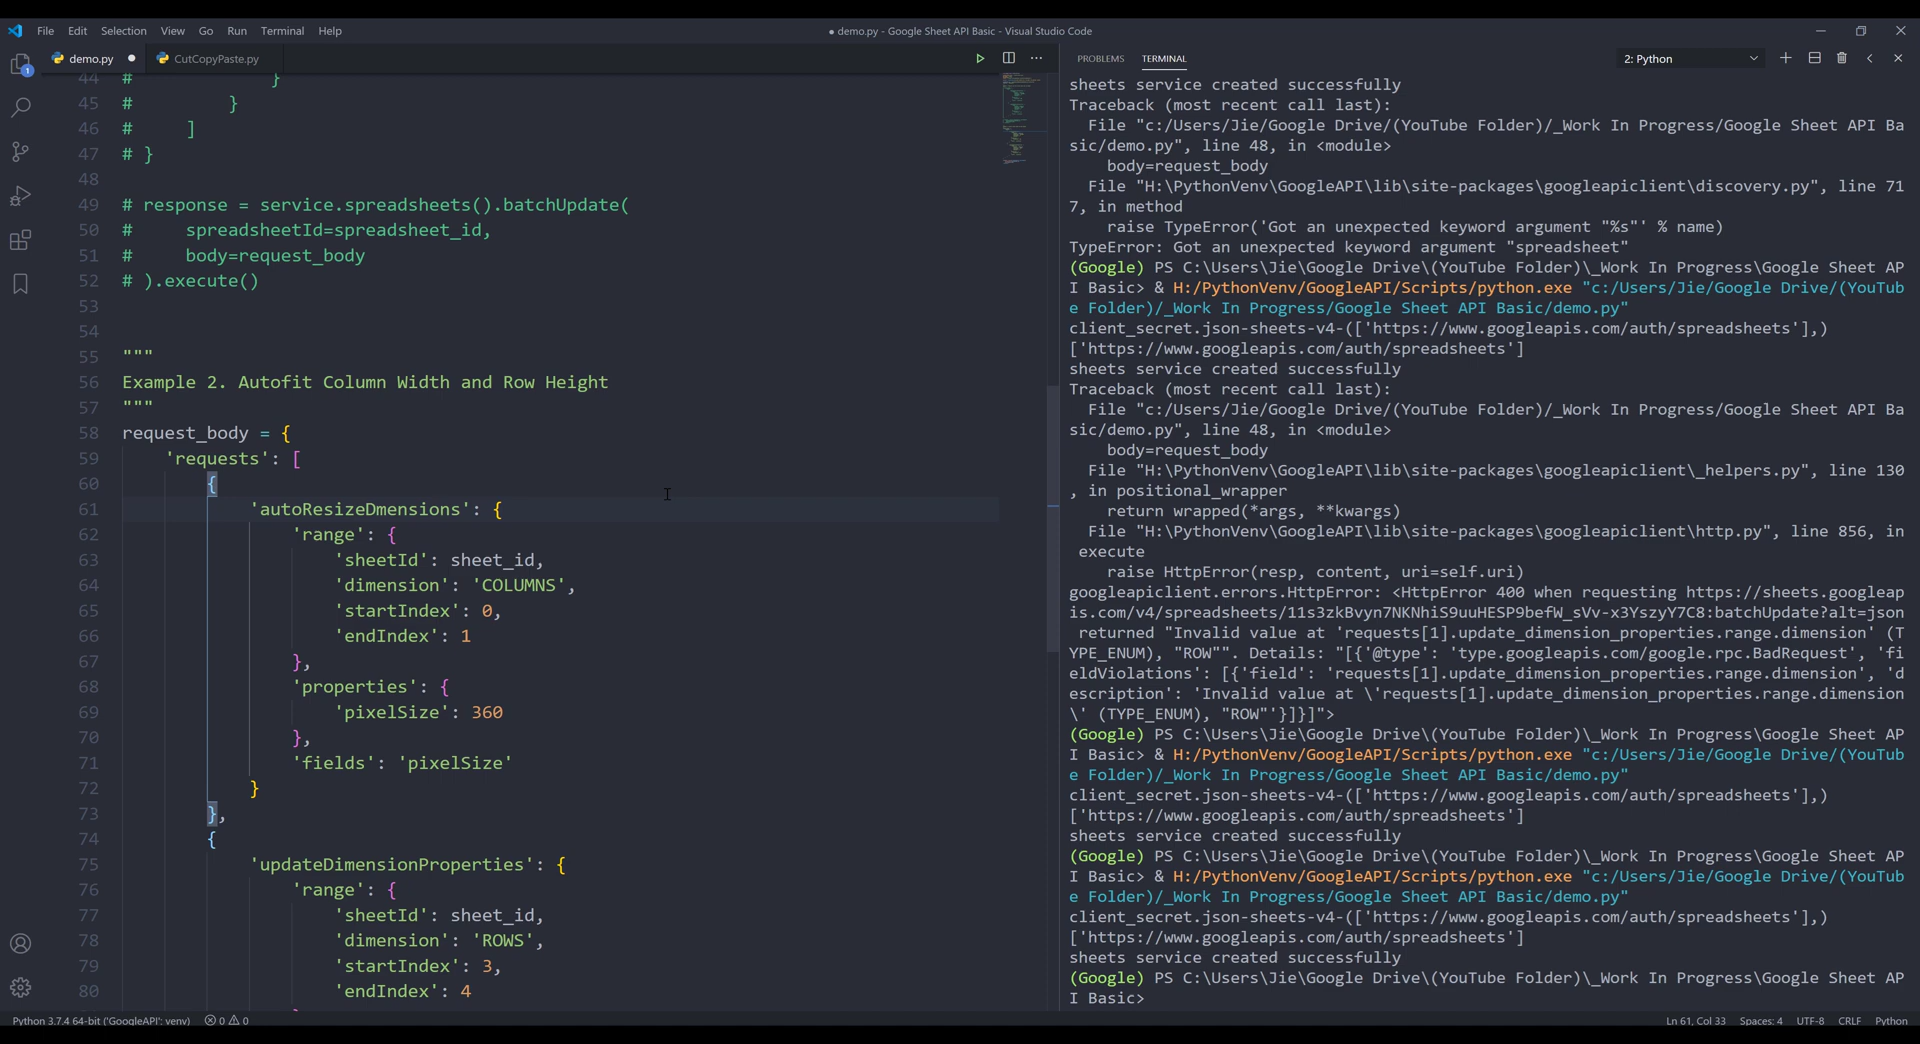 File Edit Selection View Go Run Terminal Help
● demo.py - Google Sheet API Basic - Visual Studio Code
demo.py ● CutCopyPaste.py
1
44 # }
45 # }
46 # ]
47 # }
48
49 # response = service.spreadsheets().batchUpdate(
50 # spreadsheetId=spreadsheet_id,
51 # body=request_body
52 # ).execute()
53
54
55 """
56 Example 2. Autofit Column Width and Row Height
57 """
58 request_body = {
59 'requests': [
60 {
61 'autoResizeDmensions': {
62 'range': {
63 'sheetId': sheet_id,
64 'dimension': 'COLUMNS',
65 'startIndex': 0,
66 'endIndex': 1
67 },
68 'properties': {
69 'pixelSize': 360
70 },
71 'fields': 'pixelSize'
72 }
73 },
74 {
75 'updateDimensionProperties': {
76 'range': {
77 'sheetId': sheet_id,
78 'dimension': 'ROWS',
79 'startIndex': 3,
80 'endIndex': 4
PROBLEMS TERMINAL 2: Python
sheets service created successfully
Traceback (most recent call last):
File "c:/Users/Jie/Google Drive/(YouTube Folder)/_Work In Progress/Google Sheet API Ba
sic/demo.py", line 48, in <module>
body=request_body
File "H:\PythonVenv\GoogleAPI\lib\site-packages\googleapiclient\discovery.py", line 71
7, in method
raise TypeError('Got an unexpected keyword argument "%s"' % name)
TypeError: Got an unexpected keyword argument "spreadsheet"
(Google) PS C:\Users\Jie\Google Drive\(YouTube Folder)\_Work In Progress\Google Sheet AP
I Basic> & H:/PythonVenv/GoogleAPI/Scripts/python.exe "c:/Users/Jie/Google Drive/(YouTub
e Folder)/_Work In Progress/Google Sheet API Basic/demo.py"
client_secret.json-sheets-v4-(['https://www.googleapis.com/auth/spreadsheets'],)
['https://www.googleapis.com/auth/spreadsheets']
sheets service created successfully
Traceback (most recent call last):
File "c:/Users/Jie/Google Drive/(YouTube Folder)/_Work In Progress/Google Sheet API Ba
sic/demo.py", line 48, in <module>
body=request_body
File "H:\PythonVenv\GoogleAPI\lib\site-packages\googleapiclient\_helpers.py", line 130
, in positional_wrapper
return wrapped(*args, **kwargs)
File "H:\PythonVenv\GoogleAPI\lib\site-packages\googleapiclient\http.py", line 856, in
execute
raise HttpError(resp, content, uri=self.uri)
googleapiclient.errors.HttpError: <HttpError 400 when requesting https://sheets.googleap
is.com/v4/spreadsheets/11s3zkBvyn7NKNhiS9uuHESP9befW_sVv-x3YszyY7C8:batchUpdate?alt=json
returned "Invalid value at 'requests[1].update_dimension_properties.range.dimension' (T
YPE_ENUM), "ROW"". Details: "[{'@type': 'type.googleapis.com/google.rpc.BadRequest', 'fi
eldViolations': [{'field': 'requests[1].update_dimension_properties.range.dimension', 'd
escription': 'Invalid value at \'requests[1].update_dimension_properties.range.dimension
\' (TYPE_ENUM), "ROW"'}]}]">
(Google) PS C:\Users\Jie\Google Drive\(YouTube Folder)\_Work In Progress\Google Sheet AP
I Basic> & H:/PythonVenv/GoogleAPI/Scripts/python.exe "c:/Users/Jie/Google Drive/(YouTub
e Folder)/_Work In Progress/Google Sheet API Basic/demo.py"
client_secret.json-sheets-v4-(['https://www.googleapis.com/auth/spreadsheets'],)
['https://www.googleapis.com/auth/spreadsheets']
sheets service created successfully
(Google) PS C:\Users\Jie\Google Drive\(YouTube Folder)\_Work In Progress\Google Sheet AP
I Basic> & H:/PythonVenv/GoogleAPI/Scripts/python.exe "c:/Users/Jie/Google Drive/(YouTub
e Folder)/_Work In Progress/Google Sheet API Basic/demo.py"
client_secret.json-sheets-v4-(['https://www.googleapis.com/auth/spreadsheets'],)
['https://www.googleapis.com/auth/spreadsheets']
sheets service created successfully
(Google) PS C:\Users\Jie\Google Drive\(YouTube Folder)\_Work In Progress\Google Sheet AP
I Basic>
Python 3.7.4 64-bit ('GoogleAPI': venv) 0 0 Ln 61, Col 33 Spaces: 4 UTF-8 CRLF Python